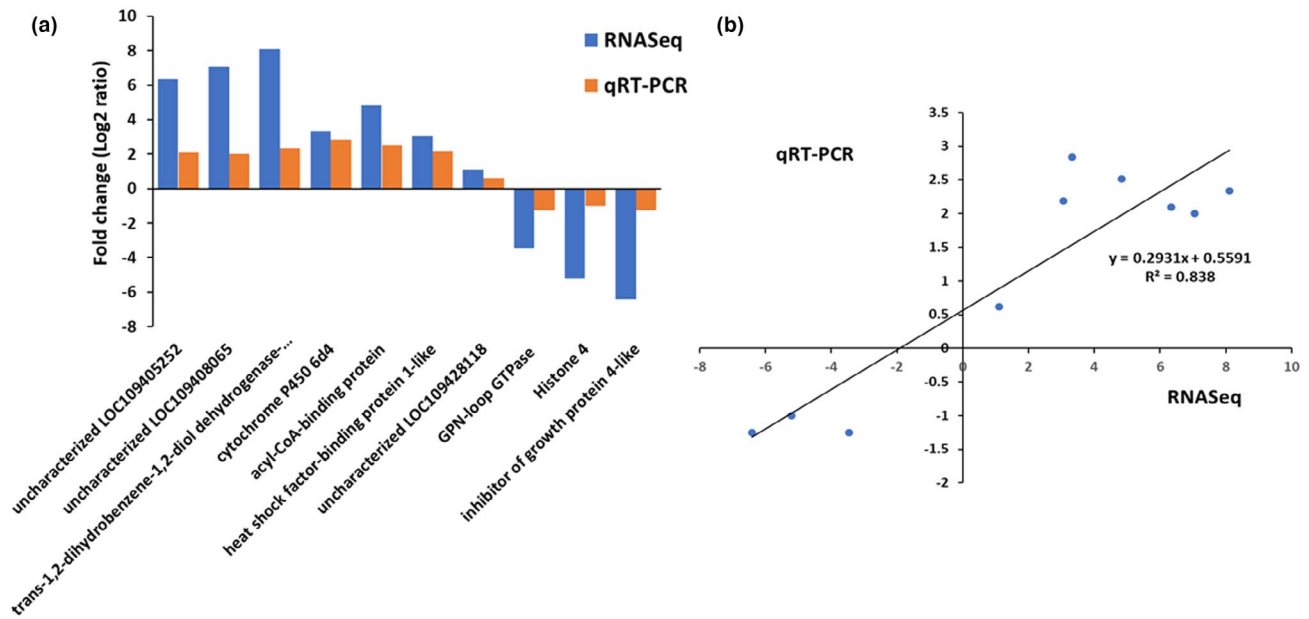 (a)
10
8
6
4
2
0
-2
-4
-6
-8
Fold change (Log2 ratio)
RNASeq
qRT-PCR
uncharacterized LOC109405252
uncharacterized LOC109408065
trans-1,2-dihydrobenzene-1,2-diol dehydrogenase-...
cytochrome P450 6d4
acyl-CoA-binding protein
heat shock factor-binding protein 1-like
uncharacterized LOC109428118
GPN-loop GTPase
Histone 4
inhibitor of growth protein 4-like
(b)
qRT-PCR
3.5
3
2.5
2
1.5
1
0.5
0
-0.5
-1
-1.5
-2
y = 0.2931x + 0.5591
R² = 0.838
-8 -6 -4 -2 0 2 4 6 8 10
RNASeq